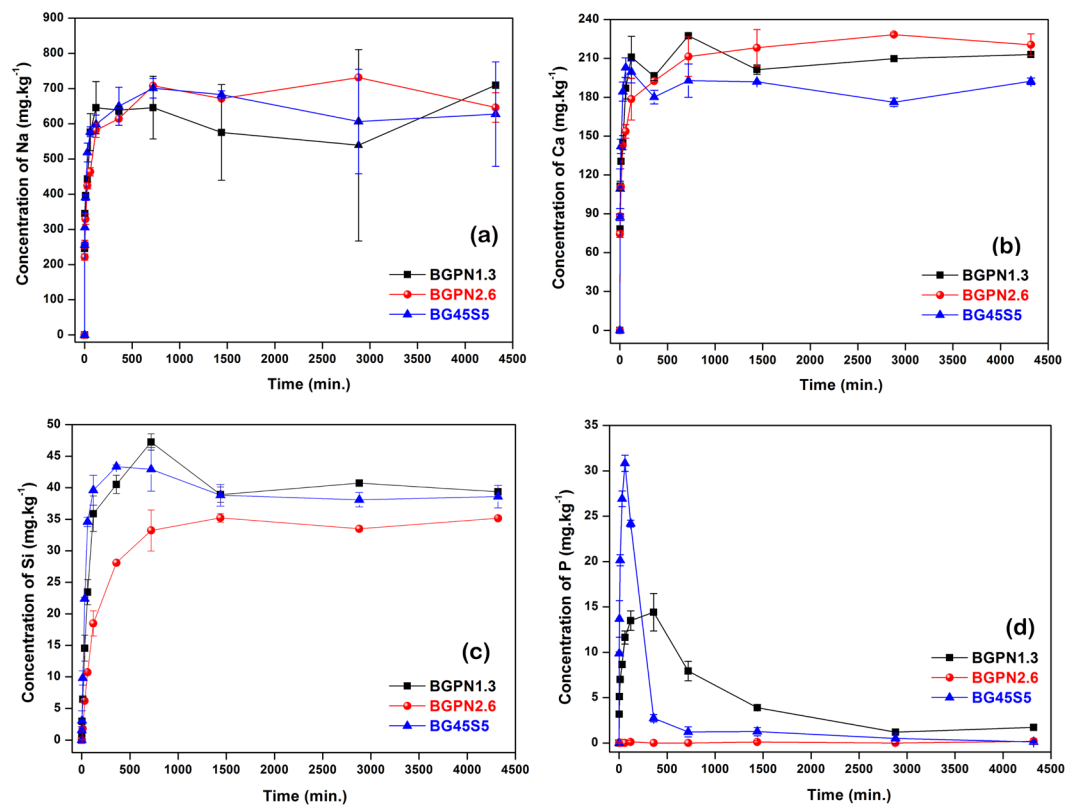 900
800
700
600
500
400
300
200
100
0
Concentration of Na (mg.kg-1)
(a)
BGPN1.3
BGPN2.6
BG45S5
0 500 1000 1500 2000 2500 3000 3500 4000 4500
Time (min.)
240
210
180
150
120
90
60
30
0
Concentration of Ca (mg.kg-1)
(b)
BGPN1.3
BGPN2.6
BG45S5
0 500 1000 1500 2000 2500 3000 3500 4000 4500
Time (min.)
50
45
40
35
30
25
20
15
10
5
0
Concentration of Si (mg.kg-1)
(c)
BGPN1.3
BGPN2.6
BG45S5
0 500 1000 1500 2000 2500 3000 3500 4000 4500
Time (min.)
35
30
25
20
15
10
5
0
Concentration of P (mg.kg-1)
(d)
BGPN1.3
BGPN2.6
BG45S5
0 500 1000 1500 2000 2500 3000 3500 4000 4500
Time (min.)